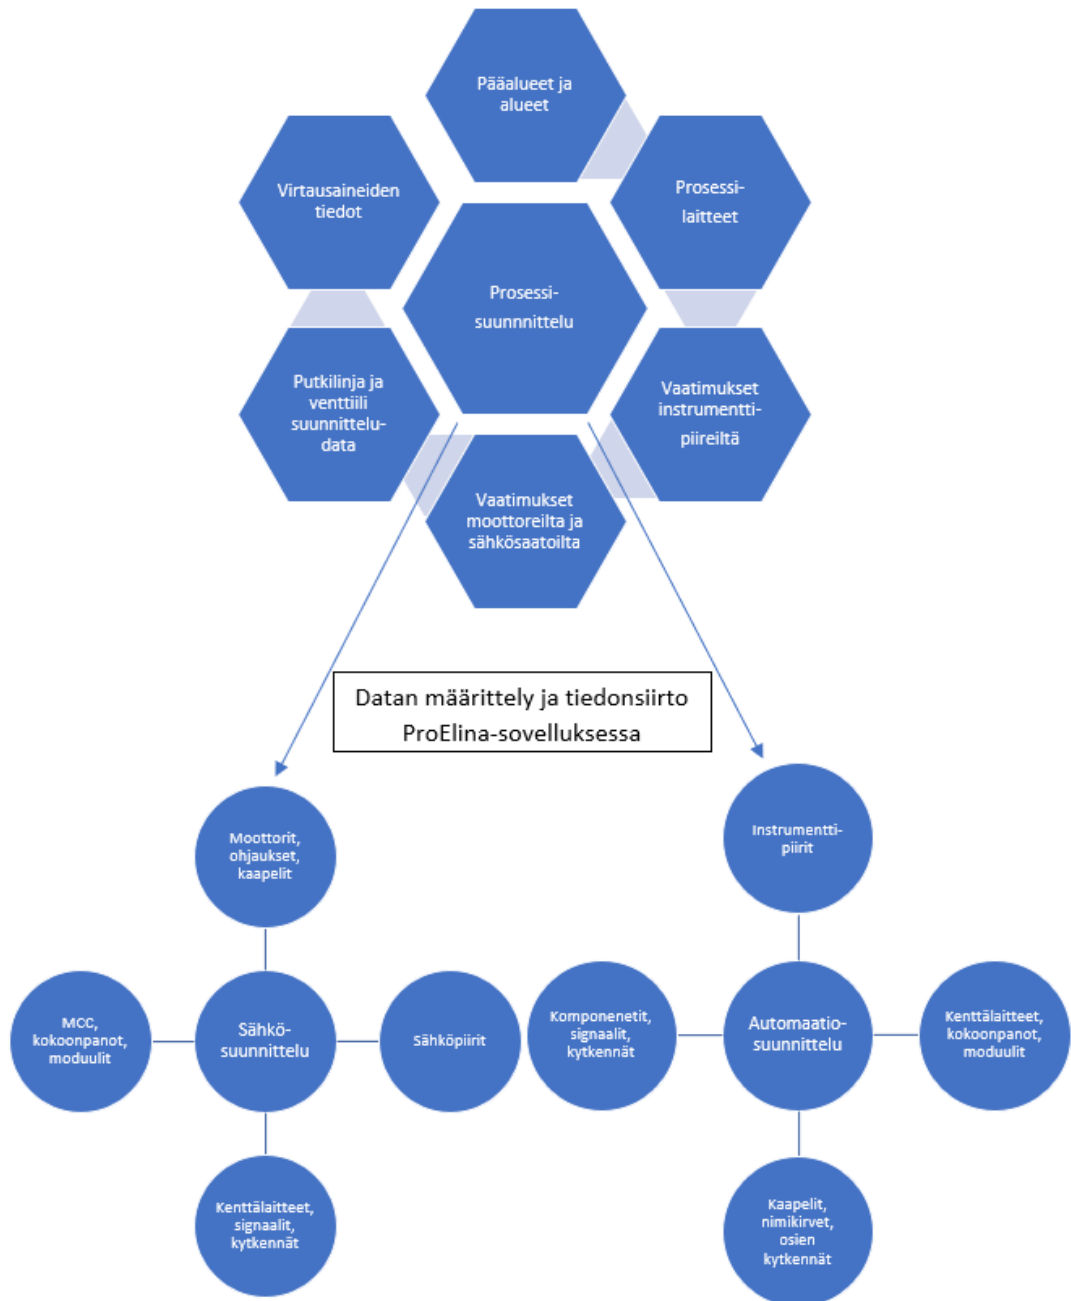 Pääalueet ja
alueet
Virtausaineiden
tiedot
Prosessi-
laitteet
Prosessi-
suunnnittelu
Putkilinja ja
venttiili
suunnittelu-
data
Vaatimukset
instrumentti-
piireiltä
Vaatimukset
moottoreilta ja
sähkösaatoilta
Datan määrittely ja tiedonsiirto
ProElina-sovelluksessa
Moottorit,
ohjaukset,
kaapelit
Instrumentti-
piirit
MCC,
kokoonpanot,
moduulit
Sähkö-
suunnittelu
Sähköpiirit
Komponenetit,
signaalit,
kytkennät
Automaatio-
suunnittelu
Kenttälaitteet,
kokoonpanot,
moduulit
Kenttälaitteet,
signaalit,
kytkennät
Kaapelit,
nimikirvet,
osien
kytkennät